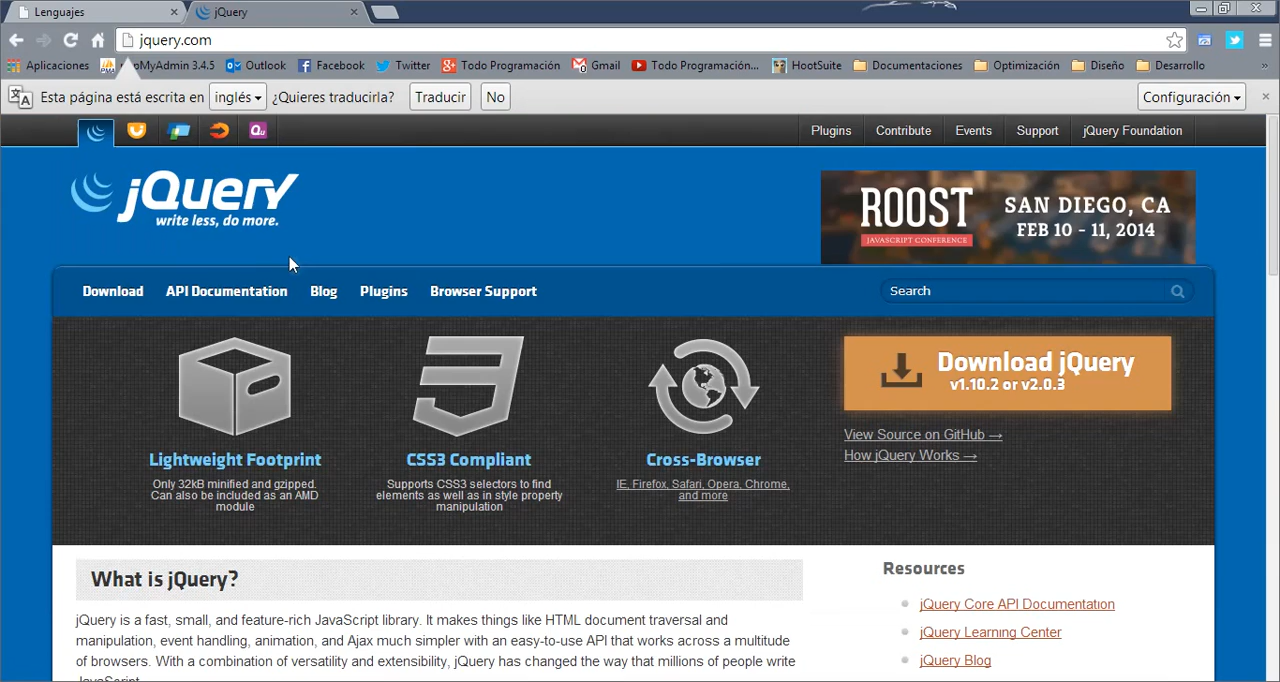 Lenguajes
jQuery
jquery.com
Aplicaciones
MyAdmin 3.4.5
Outlook
Facebook
Twitter
Todo Programación
Gmail
Todo Programación...
HootSuite
Documentaciones
Optimización
Diseño
Desarrollo
»
Esta página está escrita en inglés ¿Quieres traducirla? Traducir No Configuración
Qu
Plugins Contribute Events Support jQuery Foundation
jQuery
write less, do more.
ROOST
JAVASCRIPT CONFERENCE
SAN DIEGO, CA
FEB 10 - 11, 2014
Download API Documentation Blog Plugins Browser Support
Search
Lightweight Footprint
Only 32kB minified and gzipped.
Can also be included as an AMD
module
CSS3 Compliant
Supports CSS3 selectors to find
elements as well as in style property
manipulation
Cross-Browser
IE, Firefox, Safari, Opera, Chrome,
and more
Download jQuery
v1.10.2 or v2.0.3
View Source on GitHub →
How jQuery Works →
What is jQuery?
jQuery is a fast, small, and feature-rich JavaScript library. It makes things like HTML document traversal and
manipulation, event handling, animation, and Ajax much simpler with an easy-to-use API that works across a multitude
of browsers. With a combination of versatility and extensibility, jQuery has changed the way that millions of people write
JavaScript.
Resources
jQuery Core API Documentation
jQuery Learning Center
jQuery Blog